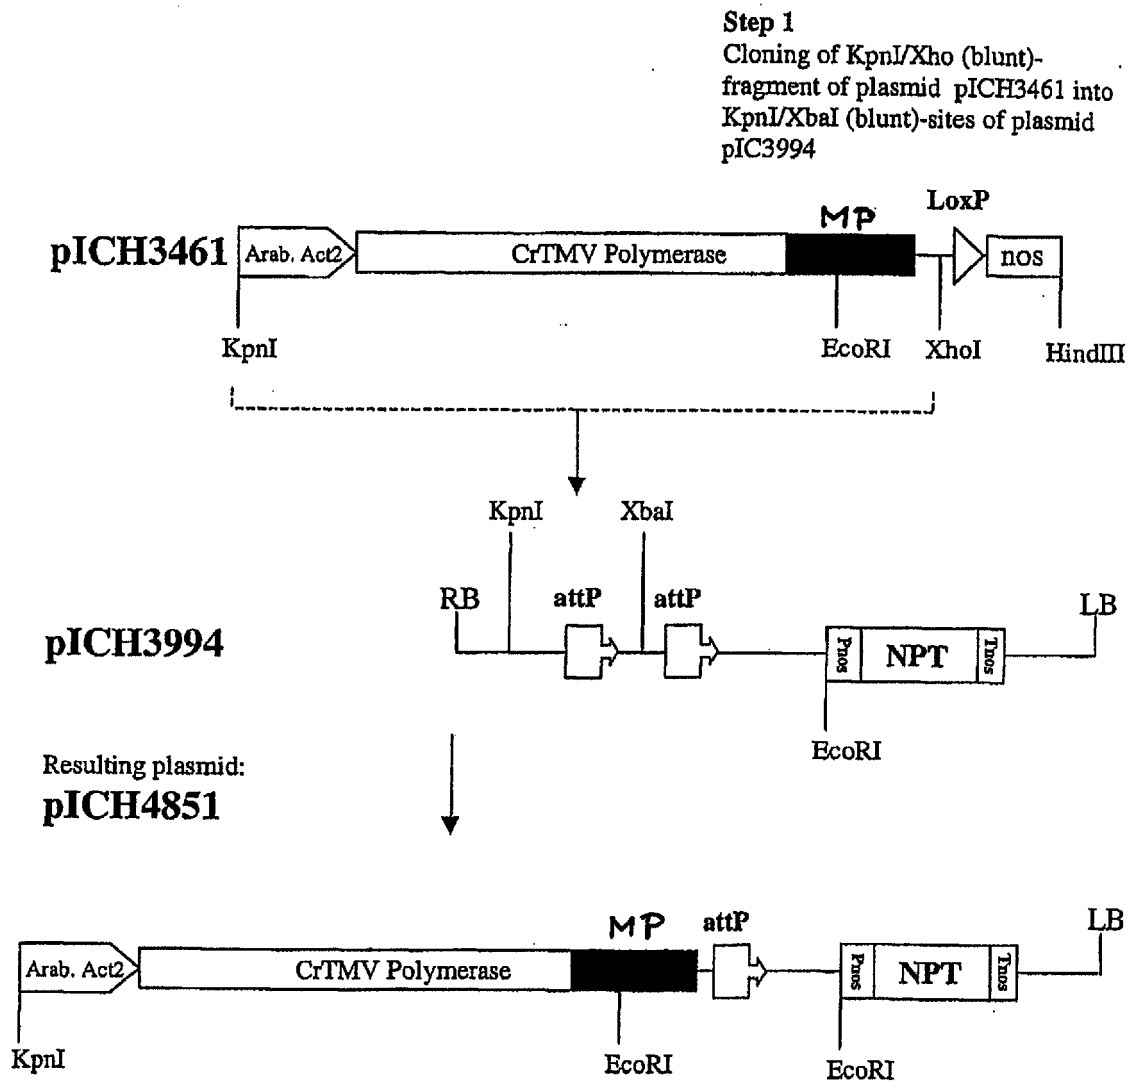 Step 1
Cloning of KpnI/Xho (blunt)-
fragment of plasmid pICH3461 into
KpnI/XbaI (blunt)-sites of plasmid
pIC3994
MP
LoxP
pICH3461
Arab. Act2
CrTMV Polymerase
nos
KpnI
EcoRI
XhoI
HindIII
KpnI
XbaI
RB
attP
attP
LB
pICH3994
Pnos
NPT
Tnos
EcoRI
Resulting plasmid:
pICH4851
MP
attP
LB
Arab. Act2
CrTMV Polymerase
Pnos
NPT
Tnos
KpnI
EcoRI
EcoRI